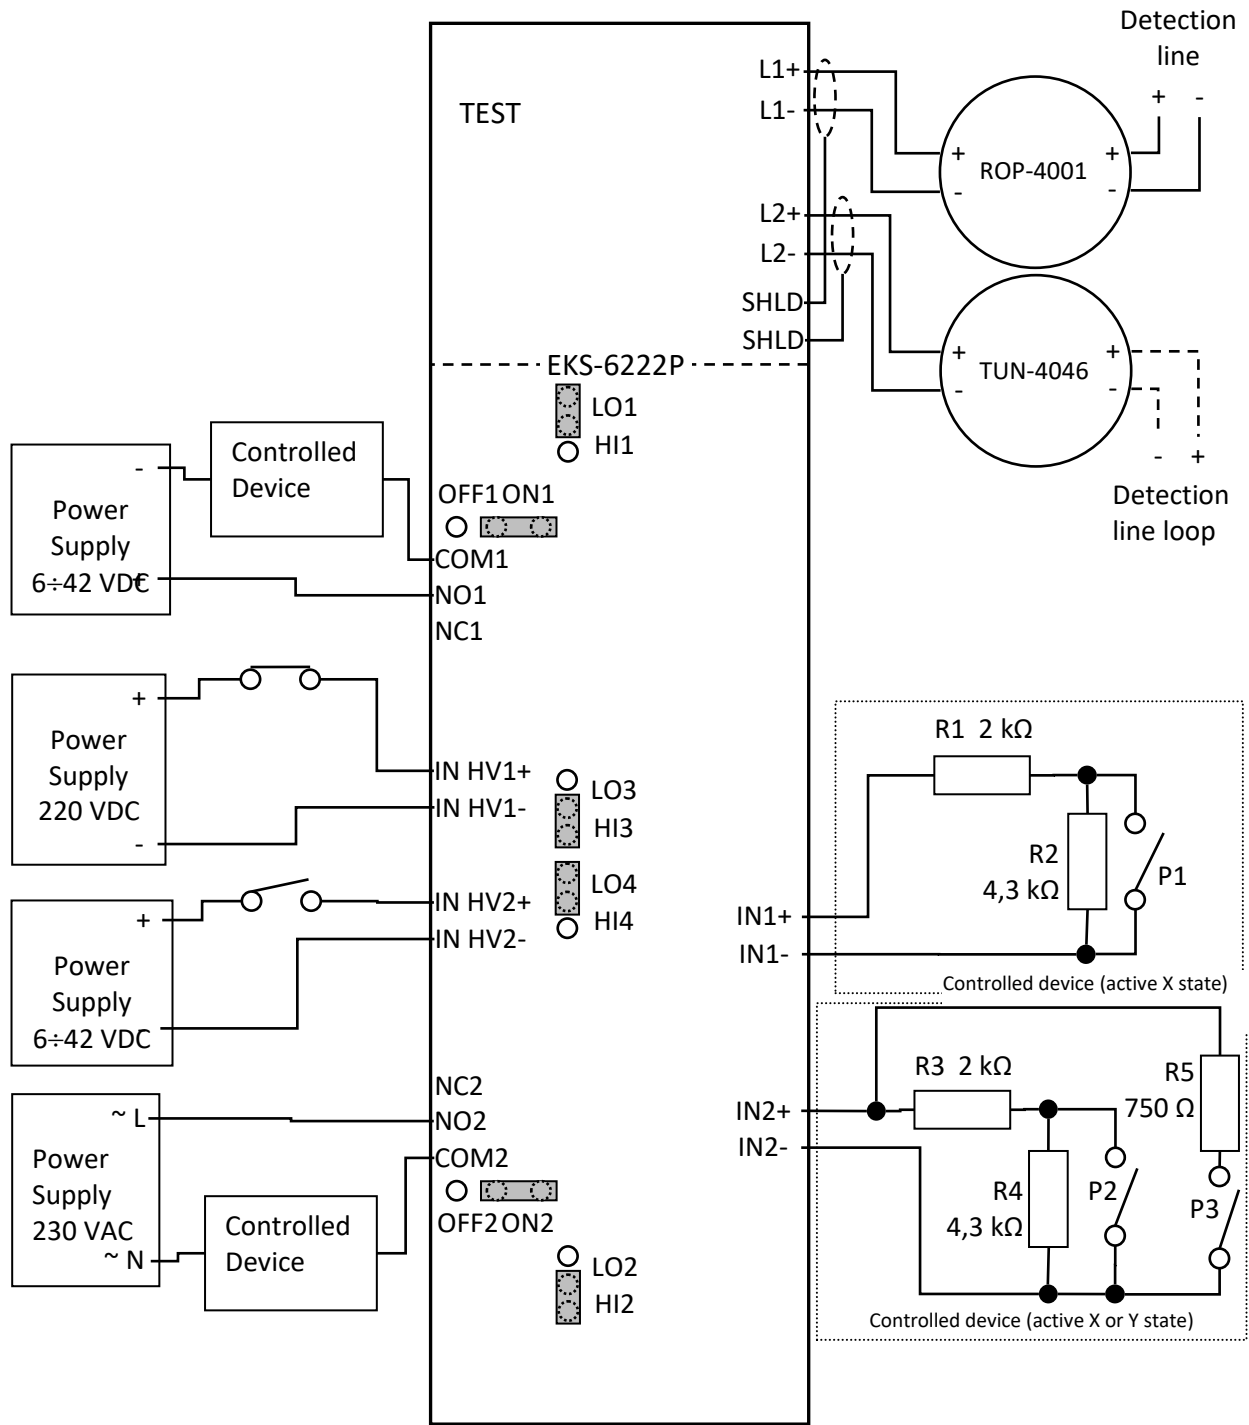 Detection
line
+ -
L1+
L1-
TEST
+ ROP-4001 +
- -
L2+
L2-
SHLD
SHLD
+ TUN-4046 +
- -
- +
Detection
line loop
EKS-6222P
LO1
HI1
-
Power
Supply
6÷42 VDC
+
Controlled
Device
OFF1 ON1
COM1
NO1
NC1
+
Power
Supply
220 VDC
-
IN HV1+
IN HV1-
LO3
HI3
LO4
HI4
+
Power
Supply
6÷42 VDC
-
IN HV2+
IN HV2-
R1 2 kΩ
R2
4,3 kΩ
P1
IN1+
IN1-
Controlled device (active X state)
NC2
NO2
COM2
OFF2 ON2
~ L
Power
Supply
230 VAC
~ N
Controlled
Device
LO2
HI2
R3 2 kΩ
R5
750 Ω
IN2+
IN2-
R4
4,3 kΩ
P2
P3
Controlled device (active X or Y state)